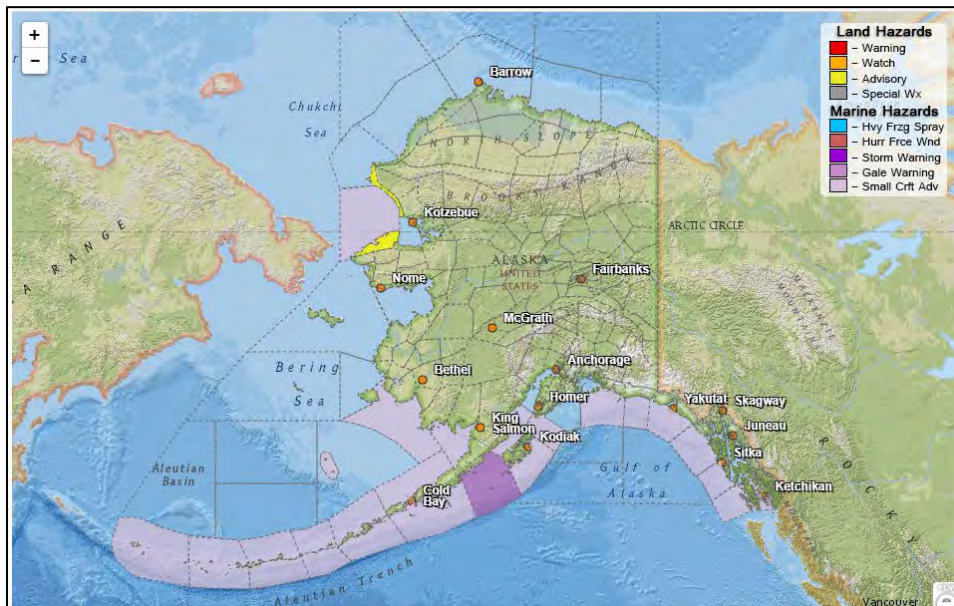 +
−
Land Hazards
– Warning
– Watch
– Advisory
– Special Wx
Marine Hazards
– Hvy Frzg Spray
– Hurr Frce Wnd
– Storm Warning
– Gale Warning
– Small Crft Adv
Sea
Barrow
Chukchi
Sea
NORTH SLOPE
BROOKS RANGE
Kotzebue
ARCTIC CIRCLE
RANGE
ALASKA
UNITED
STATES
Fairbanks
Nome
McGrath
Bering
Sea
Bethel
Anchorage
Homer
Yakutat
Skagway
King
Salmon
Kodiak
Juneau
Sitka
Aleutian
Basin
Gulf of
Alaska
Cold
Bay
Ketchikan
ROCKY
Aleutian Trench
Vancouver